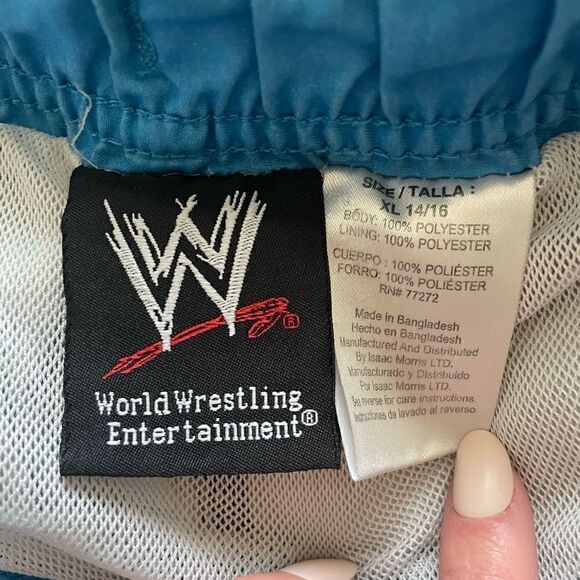 W
®
World Wrestling
Entertainment®
SIZE / TALLA :
XL 14/16
BODY: 100% POLYESTER
LINING: 100% POLYESTER
CUERPO : 100% POLIÉSTER
FORRO: 100% POLIÉSTER
RN# 77272
Made in Bangladesh
Hecho en Bangladesh
Manufactured And Distributed
By Isaac Morris LTD.
Manufacturado y Distribuido
Por Isaac Morris LTD.
See reverse for care instructions.
Instrucciones de lavado al reverso.